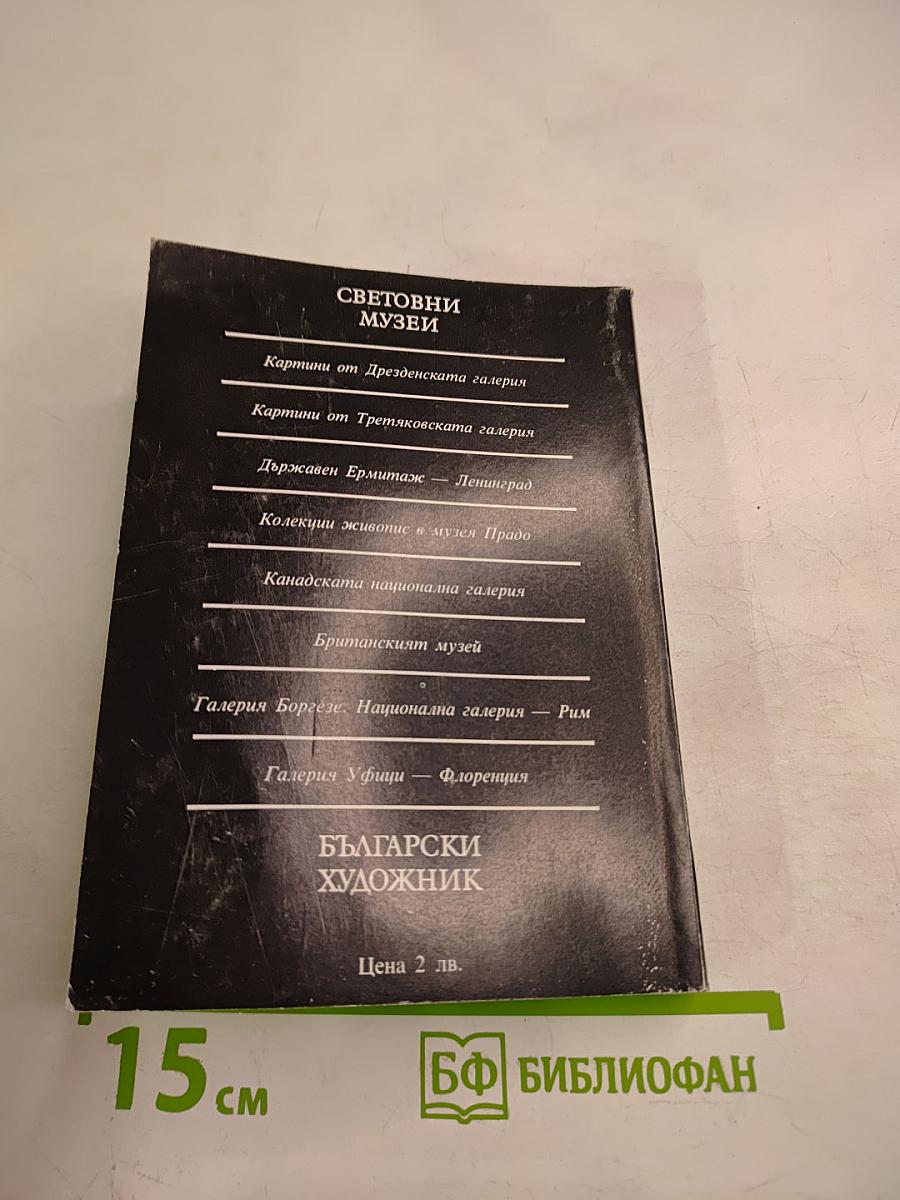 СВЕТОВНИ
МУЗЕИ
Картини от Дрезденската галерия
Картини от Третяковската галерия
Държавен Ермитаж — Ленинград
Колекции живопис в музея Прадо
Канадската национална галерия
Британският музей
Галерия Боргезе. Национална галерия — Рим
Галерия Уфици — Флоренция
БЪЛГАРСКИ
ХУДОЖНИК
Цена 2 лв.
15 см
БФ БИБЛИОФАН